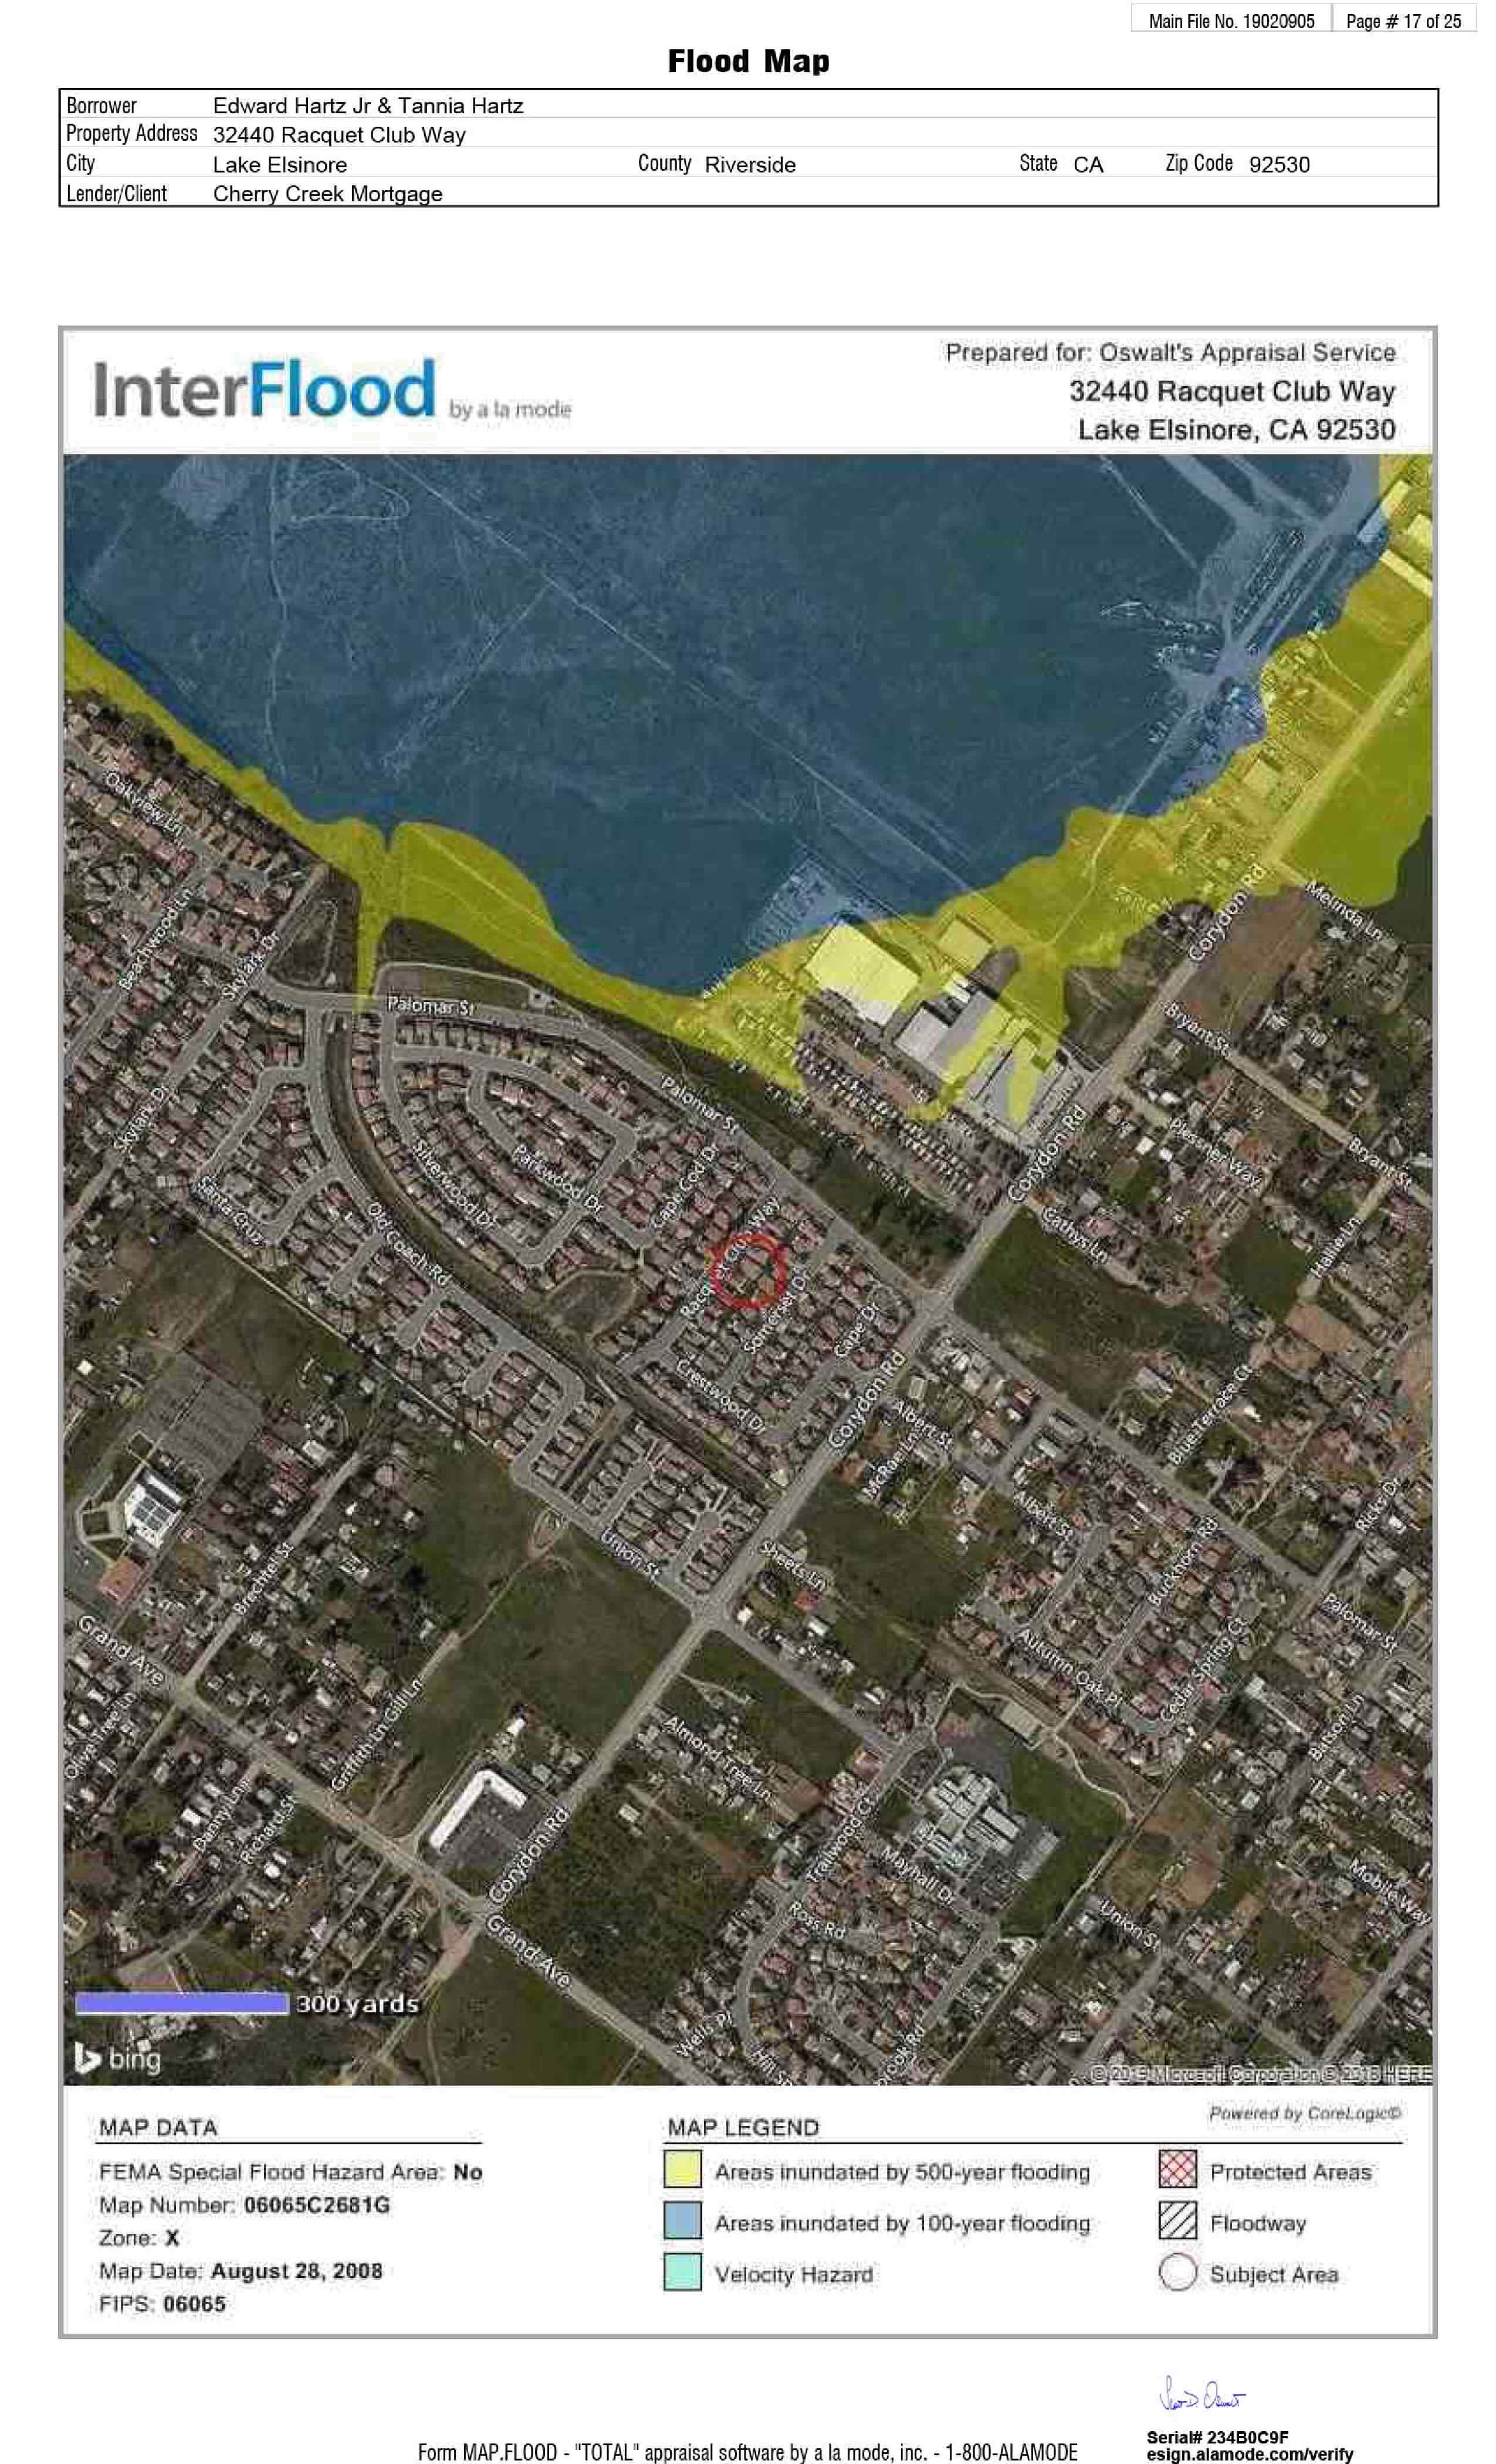 Main File No. 19020905 Page # 17 of 25
Flood Map
Borrower Edward Hartz Jr & Tannia Hartz
Property Address 32440 Racquet Club Way
City Lake Elsinore County Riverside State CA Zip Code 92530
Lender/Client Cherry Creek Mortgage
InterFlood by a la mode
Prepared for: Oswalt's Appraisal Service
32440 Racquet Club Way
Lake Elsinore, CA 92530
Oakview Ln
Beachwood Ln
Skylark Dr
Corydon Rd
Melinda Ln
Palomar St
Bryant St
Skylark Dr
Palomar St
Corydon Rd
Plesner Way
Bryant St
Santa Cruz
Silverwood Dr
Parkwood Dr
Cape Cod Dr
Old Coach Rd
Racquet Club Way
Cathys Ln
Hallie Ln
Somerset Dr
Cape Dr
Crestwood Dr
Corydon Rd
Albert St
McRae Ln
Blue Terrace Ct
Albert St
Ricks Dr
Union St
Sheets Ln
Buckhorn Rd
Brechtel St
Palomar St
Grand Ave
Autumn Oak Pl
Cedar Spring Ct
Olive Tree Ln
Griffith Ln Gill Ln
Almond Tree Ln
Batson Ln
Danny Ln
Richard St
Corydon Rd
Trailwood Ct
Mayhall Dr
Mobile Way
Ross Rd
Union St
Grand Ave
300 yards
Wells Pl
Hill S
brook Rd
bing
Microsoft Corporation © HERE
Powered by CoreLogic©
MAP DATA
FEMA Special Flood Hazard Area: No
Map Number: 06065C2681G
Zone: X
Map Date: August 28, 2008
FIPS: 06065
MAP LEGEND
Areas inundated by 500-year flooding
Areas inundated by 100-year flooding
Velocity Hazard
Protected Areas
Floodway
Subject Area
Serial# 234B0C9F
esign.alamode.com/verify
Form MAP.FLOOD - "TOTAL" appraisal software by a la mode, inc. - 1-800-ALAMODE